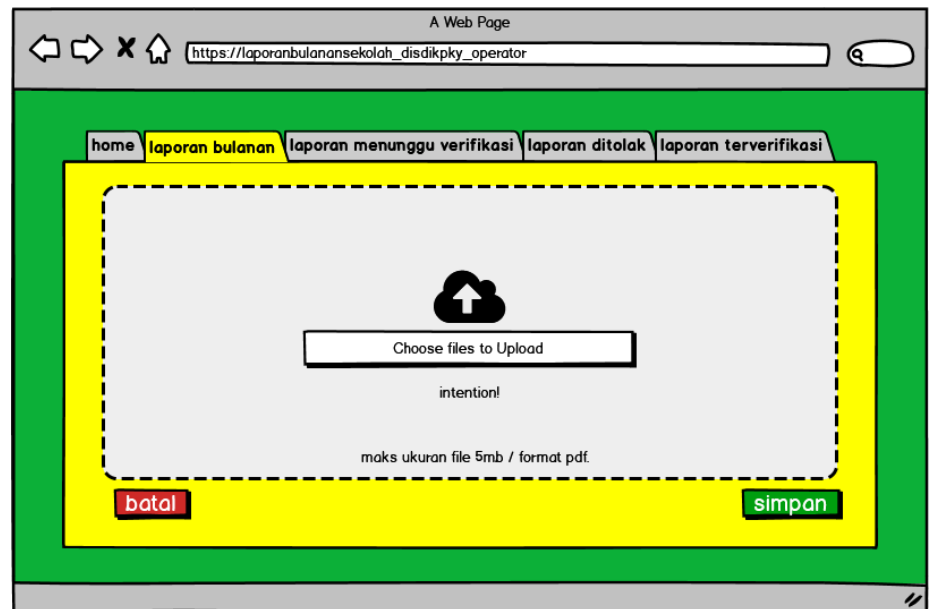 A Web Page
https://laporanbulanansekolah_disdikpky_operator
home laporan bulanan laporan menunggu verifikasi laporan ditolak laporan terverifikasi
Choose files to Upload
intention!
maks ukuran file 5mb / format pdf.
batal simpan